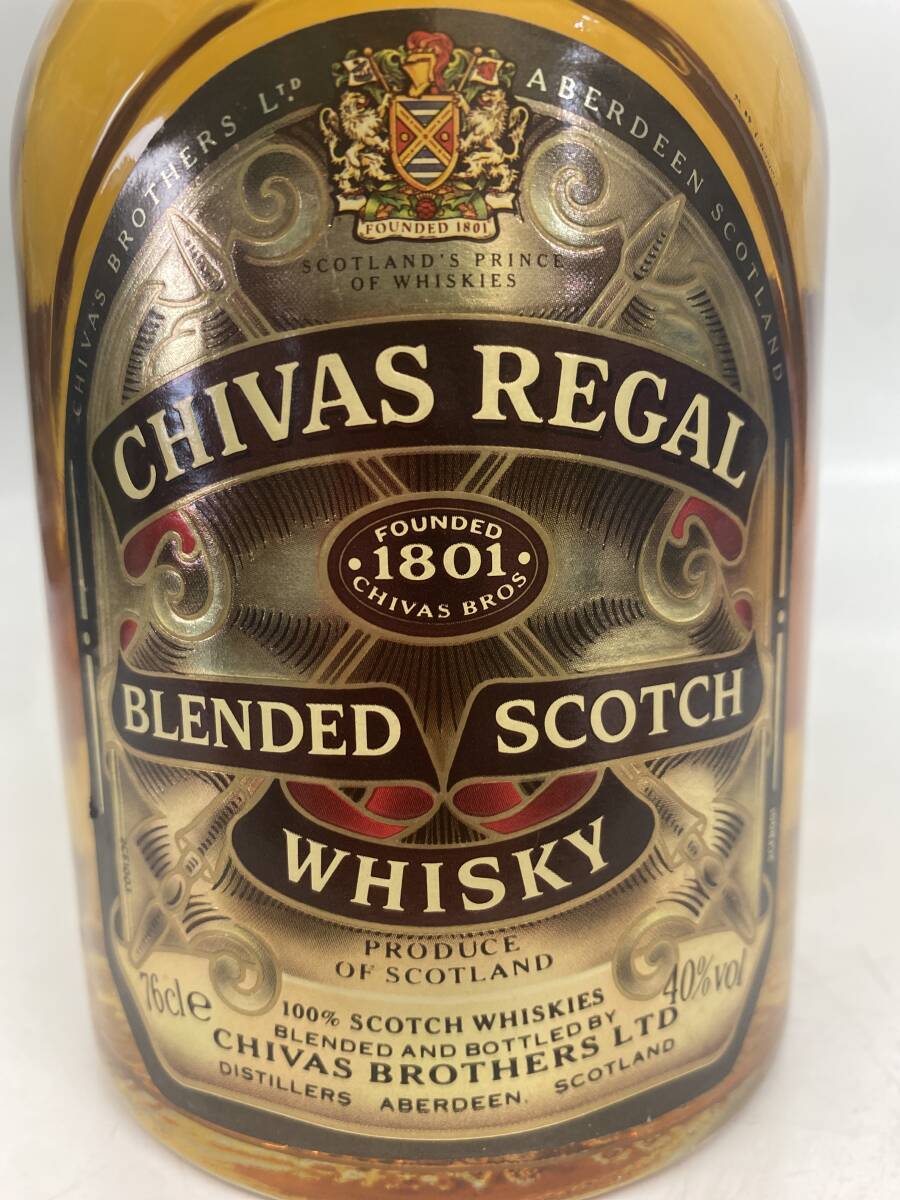 CHIVAS BROTHERS LTD
ABERDEEN SCOTLAND
FOUNDED 1801
SCOTLAND'S PRINCE
OF WHISKIES
CHIVAS REGAL
FOUNDED
·1801·
CHIVAS BROS
BLENDED SCOTCH
WHISKY
PRODUCE
OF SCOTLAND
76cl e
40%vol
100% SCOTCH WHISKIES
BLENDED AND BOTTLED BY
CHIVAS BROTHERS LTD
DISTILLERS ABERDEEN, SCOTLAND